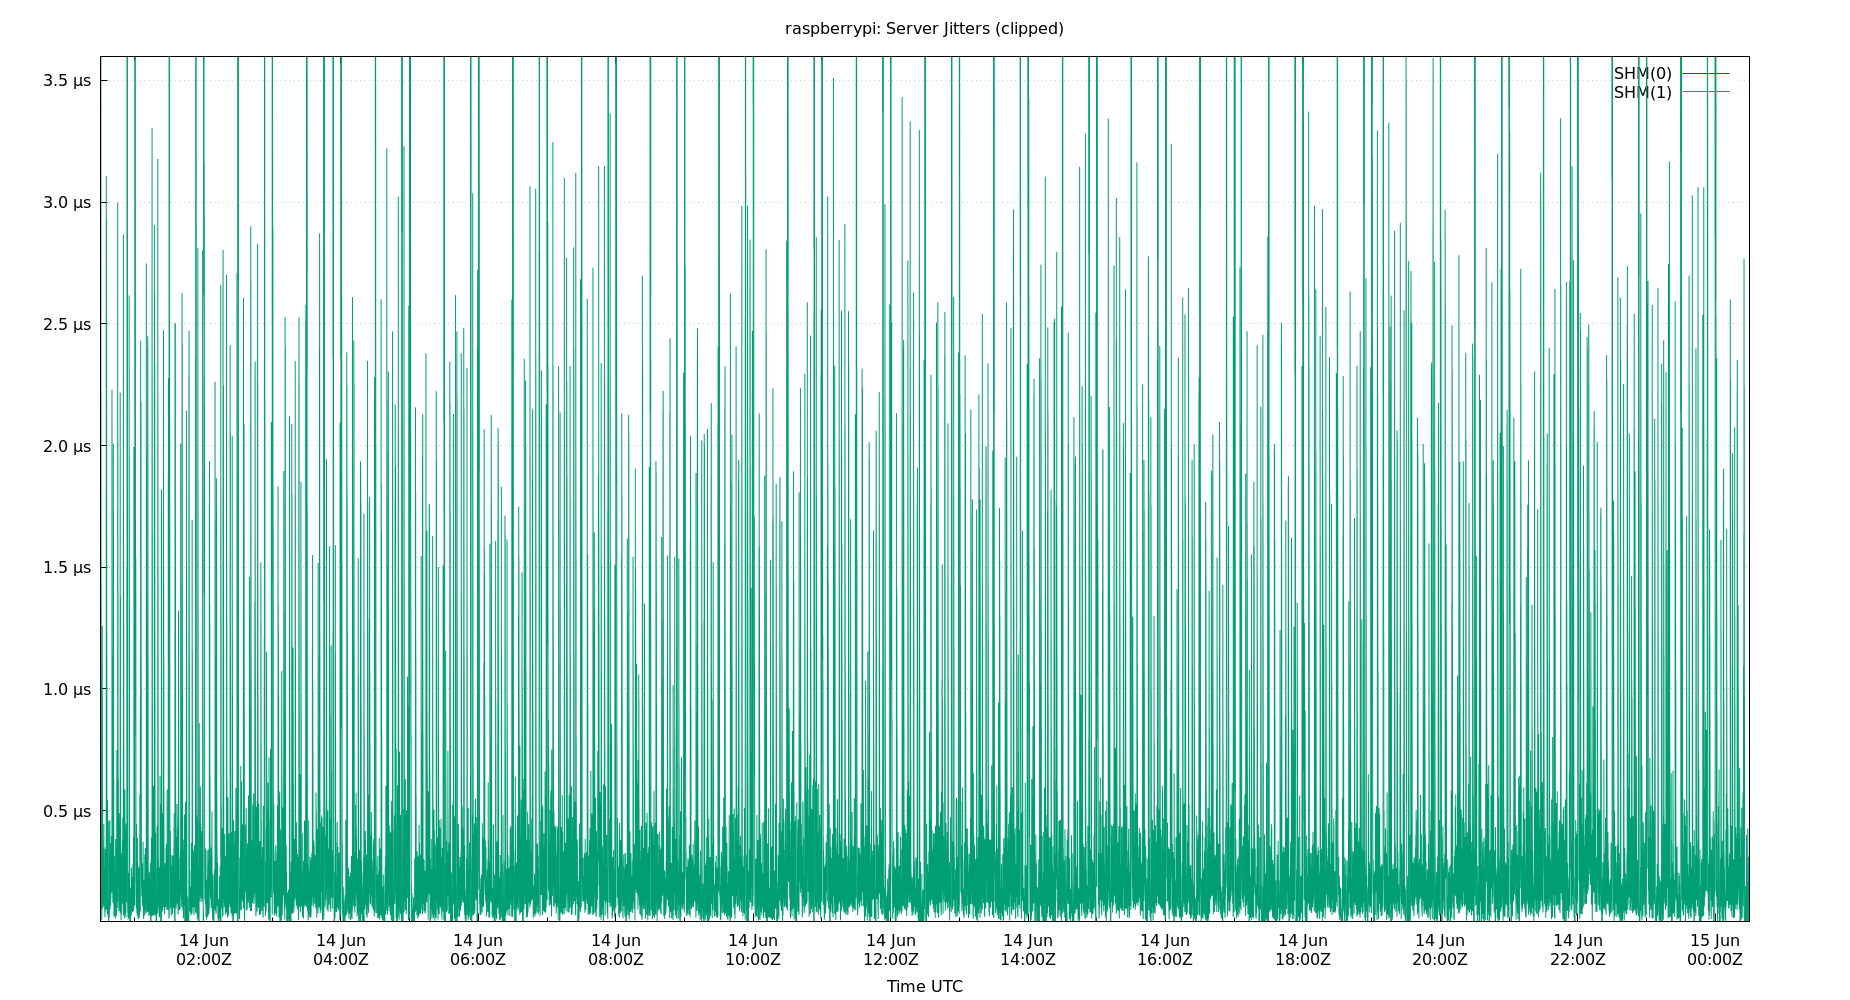 raspberrypi: Server Jitters (clipped)
SHM(0)
SHM(1)
3.5 µs
3.0 µs
2.5 µs
2.0 µs
1.5 µs
1.0 µs
0.5 µs
14 Jun 14 Jun 14 Jun 14 Jun 14 Jun 14 Jun 14 Jun 14 Jun 14 Jun 14 Jun 14 Jun 15 Jun
02:00Z 04:00Z 06:00Z 08:00Z 10:00Z 12:00Z 14:00Z 16:00Z 18:00Z 20:00Z 22:00Z 00:00Z
Time UTC